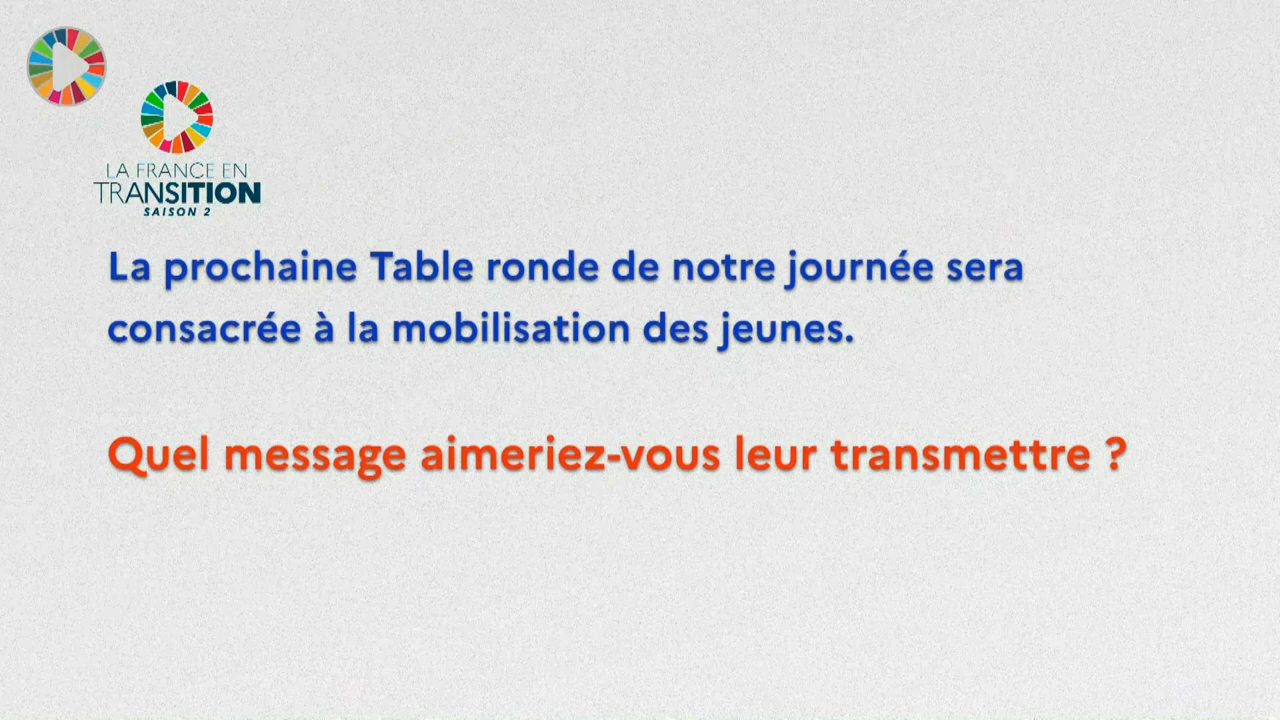 LA FRANCE EN
TRANSITION
SAISON 2
La prochaine Table ronde de notre journée sera
consacrée à la mobilisation des jeunes.
Quel message aimeriez-vous leur transmettre ?